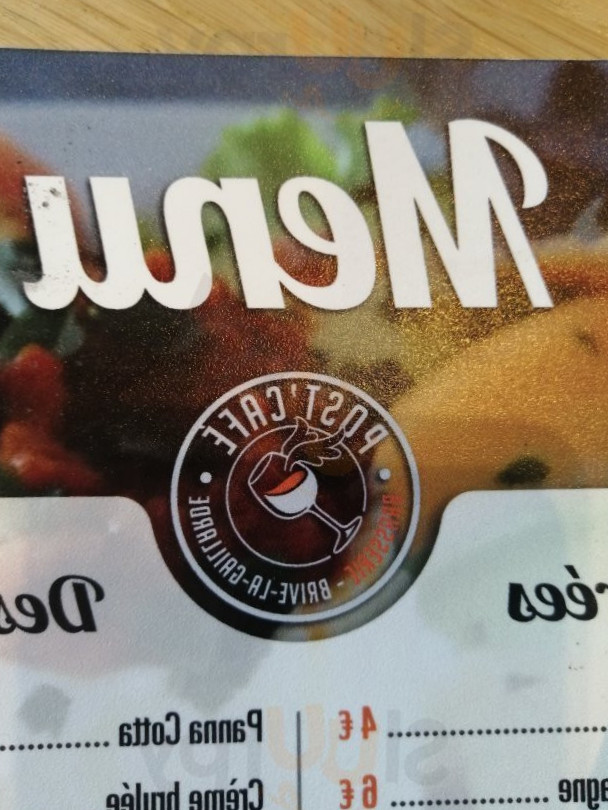 Menu
POST'CAFÉ
BRASSERIE - BRIVE-LA-GAILLARDE
4 €
Panna Cotta
6 €
Crème brulée